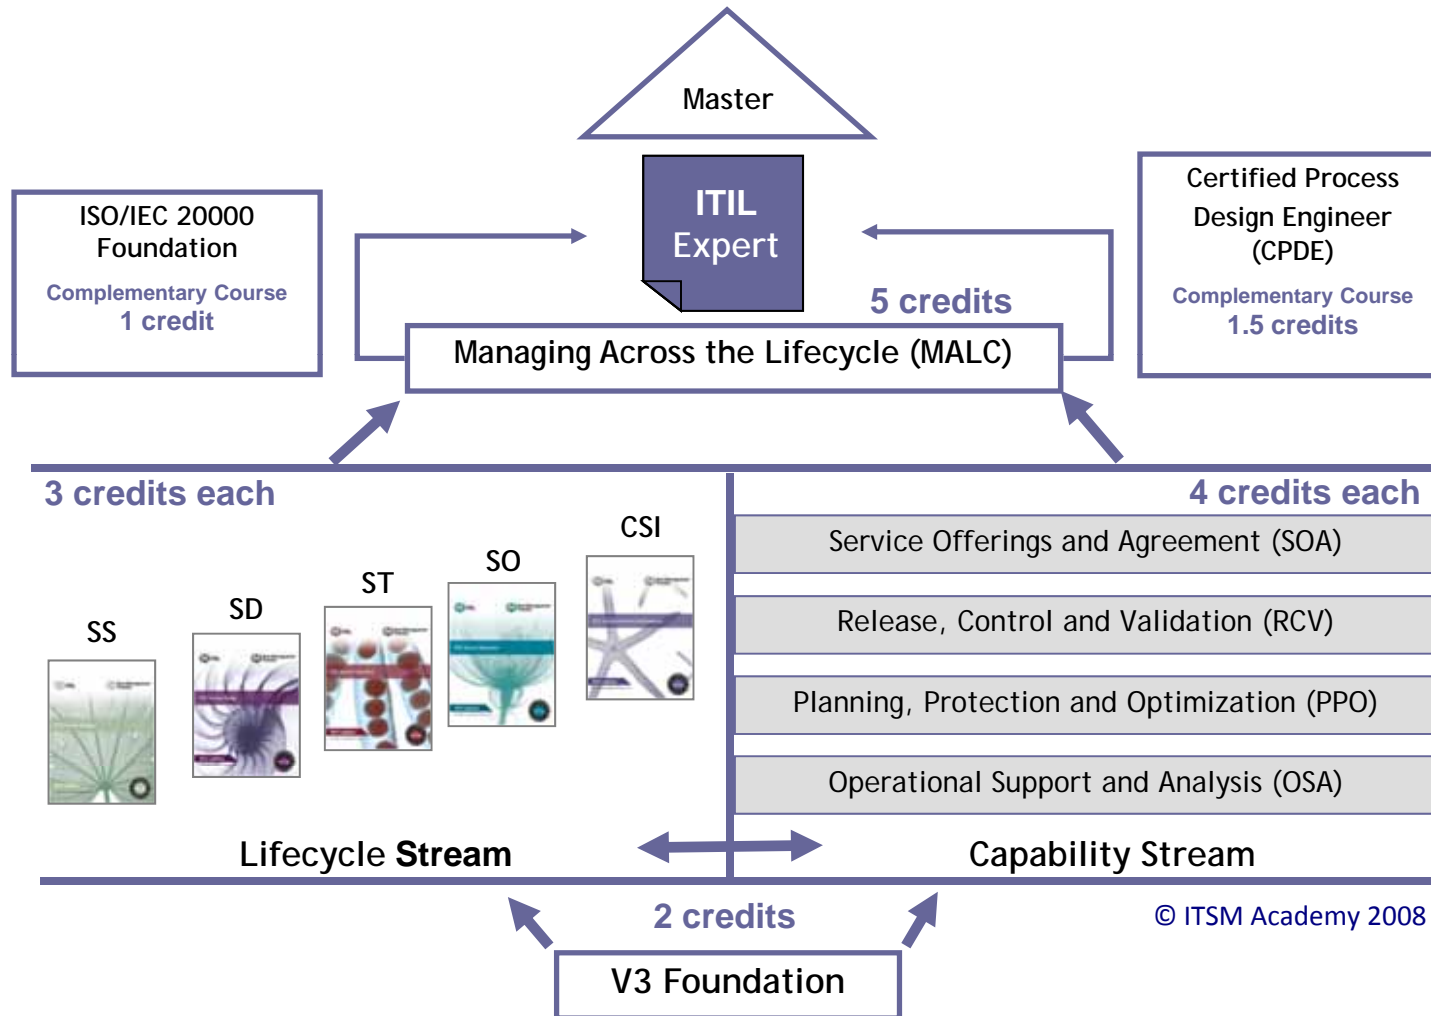 Master
ITIL
Expert
ISO/IEC 20000
Foundation
Complementary Course
1 credit
Certified Process
Design Engineer
(CPDE)
Complementary Course
1.5 credits
5 credits
Managing Across the Lifecycle (MALC)
3 credits each
4 credits each
SS
SD
ST
SO
CSI
Service Offerings and Agreement (SOA)
Release, Control and Validation (RCV)
Planning, Protection and Optimization (PPO)
Operational Support and Analysis (OSA)
Lifecycle Stream
Capability Stream
2 credits
© ITSM Academy 2008
V3 Foundation